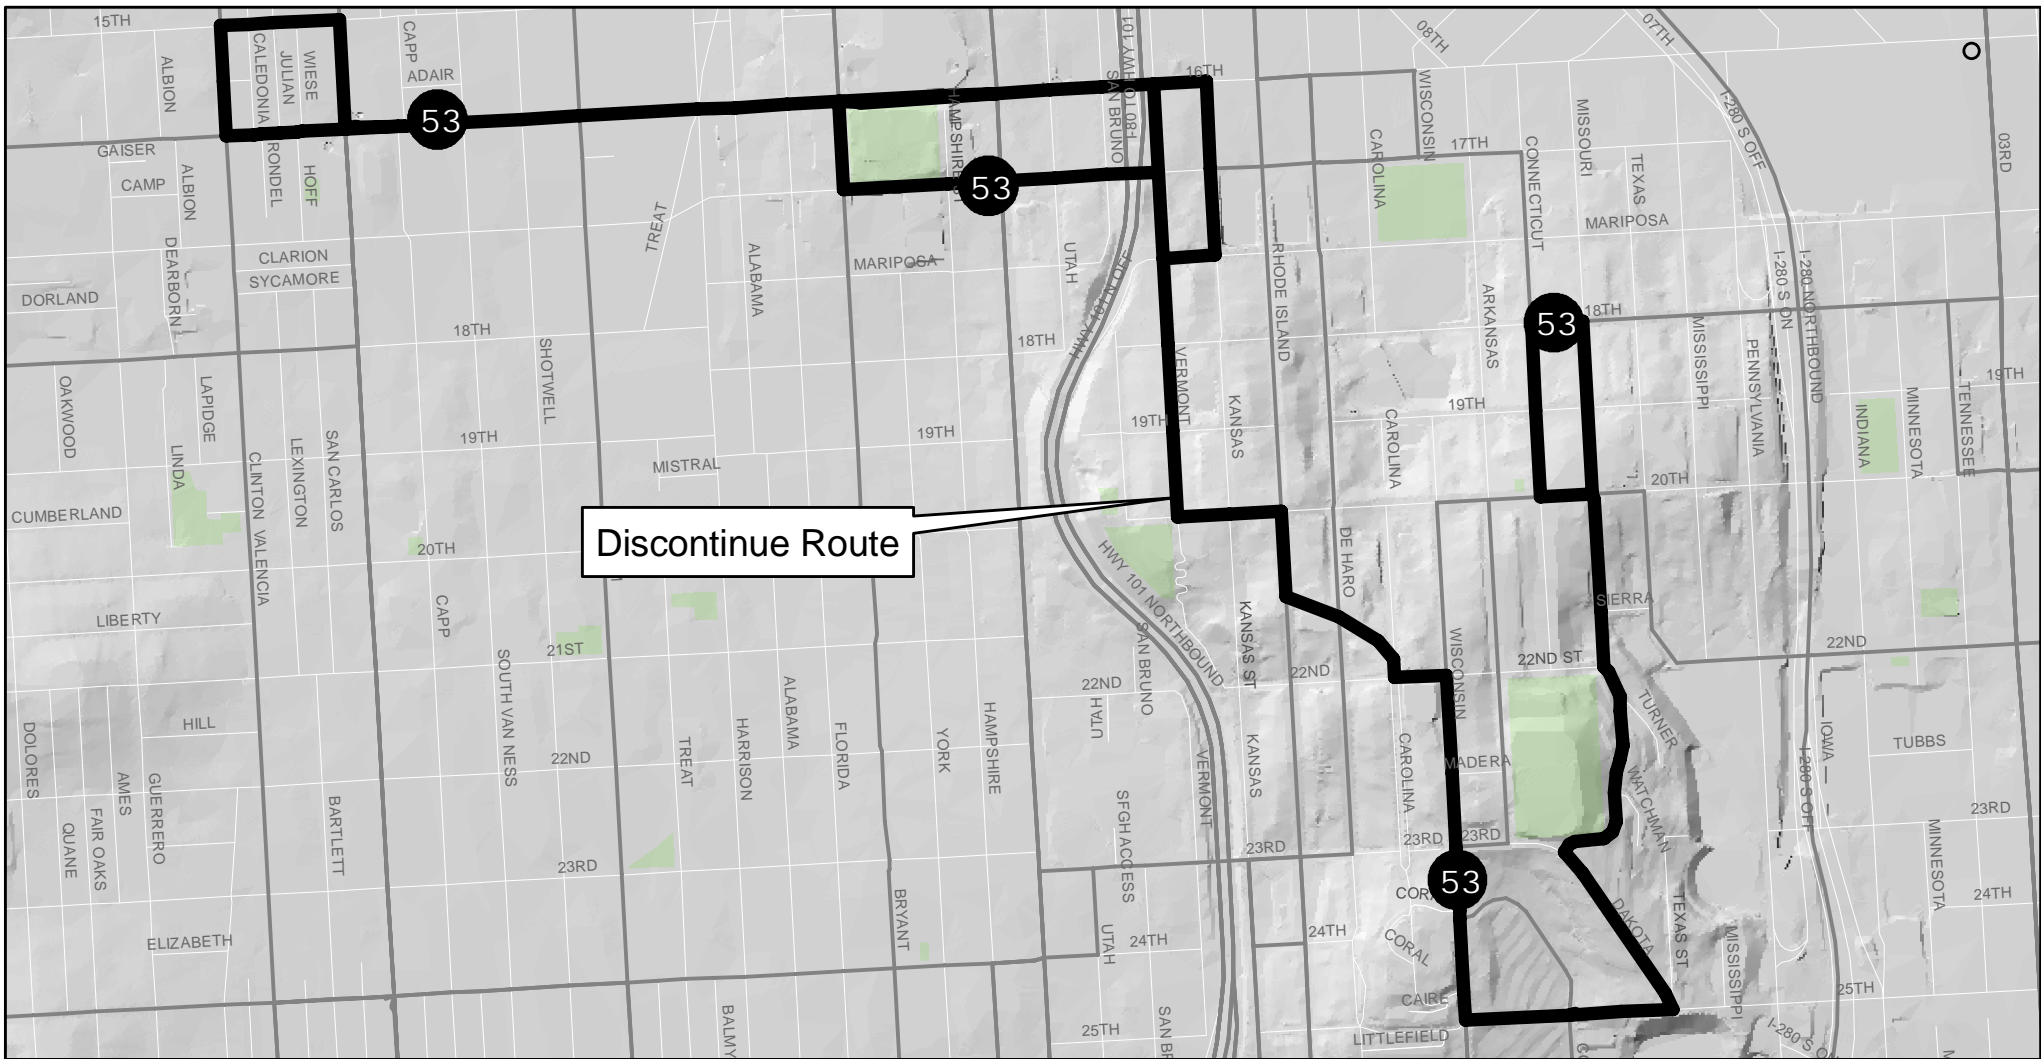 15TH
CAPP
08TH
07TH
ALBION
CALEDONIA
JULIAN
WIESE
ADAIR
SAN BRUNO
16TH
WISCONSIN
MISSOURI
I-280 S OFF
53
GAISER
RONDEL
HOFF
CAMP
ALBION
53
CAROLINA
17TH
CONNECTICUT
TEXAS
03RD
MARIPOSA
TREAT
DEARBORN
CLARION
SYCAMORE
DORLAND
ALABAMA
MARIPOSA
UTAH
RHODE ISLAND
ARKANSAS
I-280 S ON
I-280 NORTHBOUND
18TH
SHOTWELL
18TH
HWY 101 N OFF
VERMONT
53
18TH
MISSISSIPPI
PENNSYLVANIA
OAKWOOD
LAPIDGE
19TH
19TH
19TH
KANSAS
CAROLINA
19TH
INDIANA
MINNESOTA
TENNESSEE
19TH
LINDA
CLINTON
VALENCIA
LEXINGTON
SAN CARLOS
MISTRAL
20TH
CUMBERLAND
Discontinue Route
20TH
HWY 101 NORTHBOUND
DE HARO
LIBERTY
CAPP
21ST
SOUTH VAN NESS
SAN BRUNO
KANSAS ST
22ND
WISCONSIN
22ND ST
SIERRA
22ND
22ND
UTAH
TURNER
DOLORES
HILL
ALABAMA
HARRISON
TREAT
FLORIDA
YORK
HAMPSHIRE
22ND
VERMONT
KANSAS
CAROLINA
MADERA
IOWA
TUBBS
AMES
GUERRERO
FAIR OAKS
QUANE
BARTLETT
SFGH ACCESS
WATCHMAN
I-280 S OFF
23RD
23RD
23RD
23RD
23RD
MINNESOTA
53
BRYANT
24TH
DAKOTA
TEXAS ST
MISSISSIPPI
ELIZABETH
UTAH
24TH
24TH
CORAL
CAIRE
25TH
BALMY
25TH
LITTLEFIELD